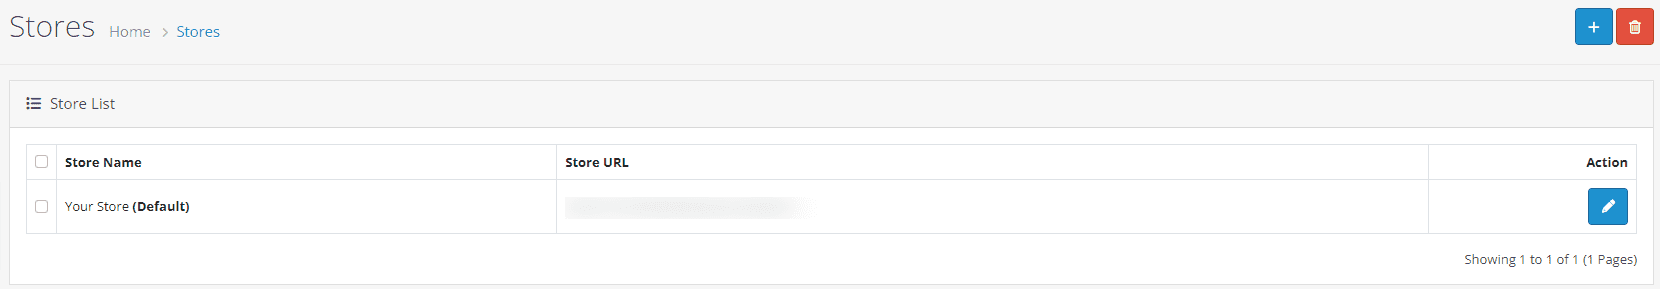 Stores Home > Stores
Store List
Store Name Store URL Action
Your Store (Default)
Showing 1 to 1 of 1 (1 Pages)